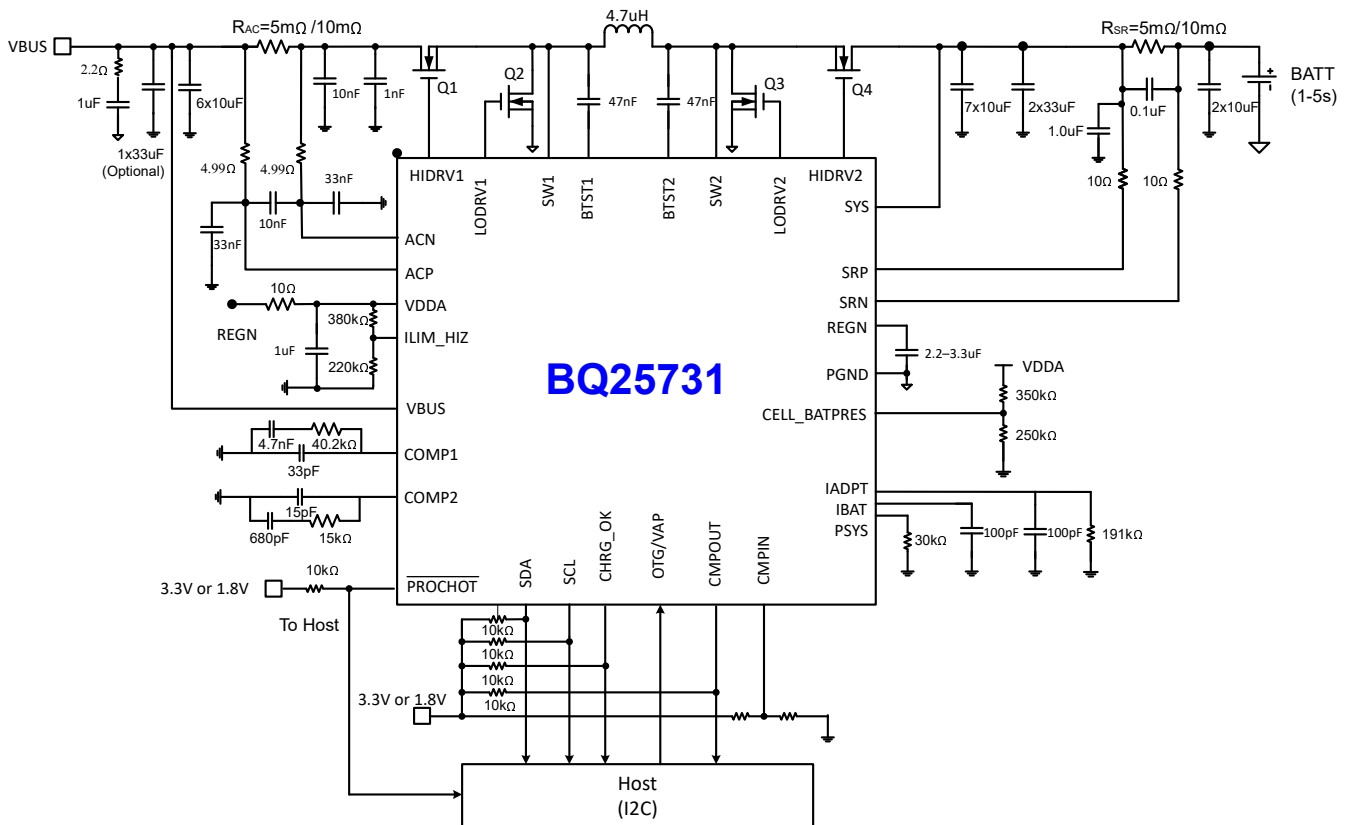 RAC=5mΩ /10mΩ
4.7uH
RSR=5mΩ/10mΩ
VBUS
2.2Ω
1uF
6x10uF
1x33uF
(Optional)
10nF
1nF
Q1
Q2
47nF
47nF
Q3
Q4
7x10uF
2x33uF
0.1uF
1.0uF
2x10uF
BATT
(1-5s)
4.99Ω
4.99Ω
33nF
10nF
33nF
10Ω
10Ω
HIDRV1
LODRV1
SW1
BTST1
BTST2
SW2
LODRV2
HIDRV2
SYS
ACN
ACP
SRP
SRN
10Ω
REGN
VDDA
380kΩ
ILIM_HIZ
1uF
220kΩ
REGN
2.2–3.3uF
PGND
BQ25731
VDDA
350kΩ
CELL_BATPRES
250kΩ
VBUS
4.7nF
40.2kΩ
COMP1
33pF
COMP2
15pF
680pF
15kΩ
IADPT
IBAT
PSYS
30kΩ
100pF
100pF
191kΩ
3.3V or 1.8V
10kΩ
PROCHOT
To Host
SDA
SCL
CHRG_OK
OTG/VAP
CMPOUT
CMPIN
10kΩ
10kΩ
10kΩ
10kΩ
3.3V or 1.8V
Host
(I2C)